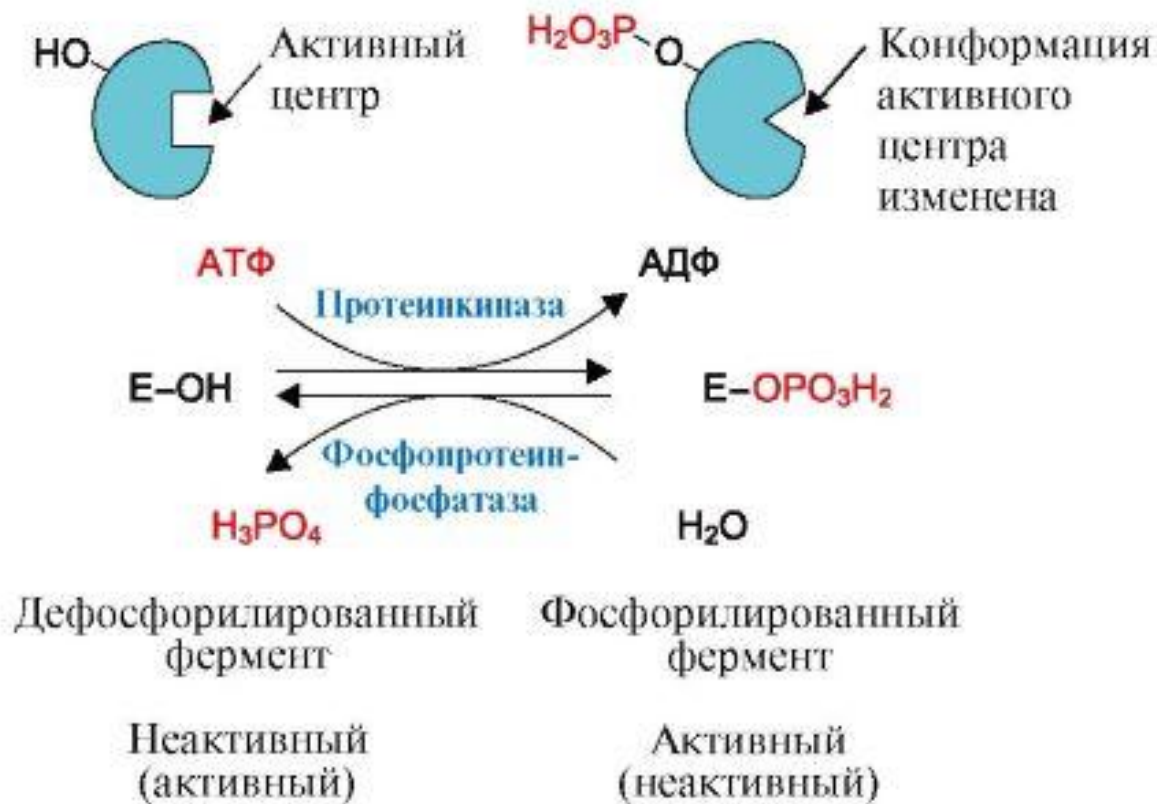 HO
Активный
центр
H₂O₃P
O
Конформация
активного
центра
изменена
АТФ
АДФ
Протеинкиназа
E–OH
E–OPO₃H₂
Фосфопротеин-
фосфатаза
H₃PO₄
H₂O
Дефосфорилированный
фермент
Фосфорилированный
фермент
Неактивный
(активный)
Активный
(неактивный)